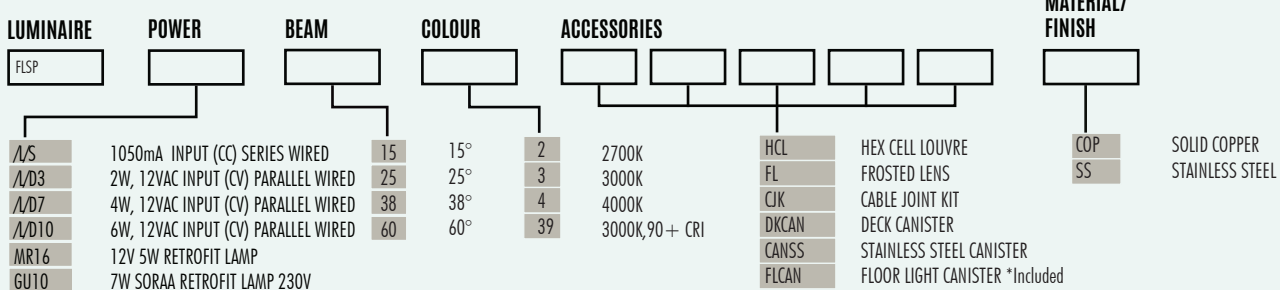 MATERIAL/
LUMINAIRE POWER BEAM COLOUR ACCESSORIES FINISH
FLSP
/L/S 1050mA INPUT (CC) SERIES WIRED 15 15° 2 2700K HCL HEX CELL LOUVRE COP SOLID COPPER
/L/D3 2W, 12VAC INPUT (CV) PARALLEL WIRED 25 25° 3 3000K FL FROSTED LENS SS STAINLESS STEEL
/L/D7 4W, 12VAC INPUT (CV) PARALLEL WIRED 38 38° 4 4000K CJK CABLE JOINT KIT
/L/D10 6W, 12VAC INPUT (CV) PARALLEL WIRED 60 60° 39 3000K,90+ CRI DKCAN DECK CANISTER
MR16 12V 5W RETROFIT LAMP CANSS STAINLESS STEEL CANISTER
GU10 7W SORAA RETROFIT LAMP 230V FLCAN FLOOR LIGHT CANISTER *Included